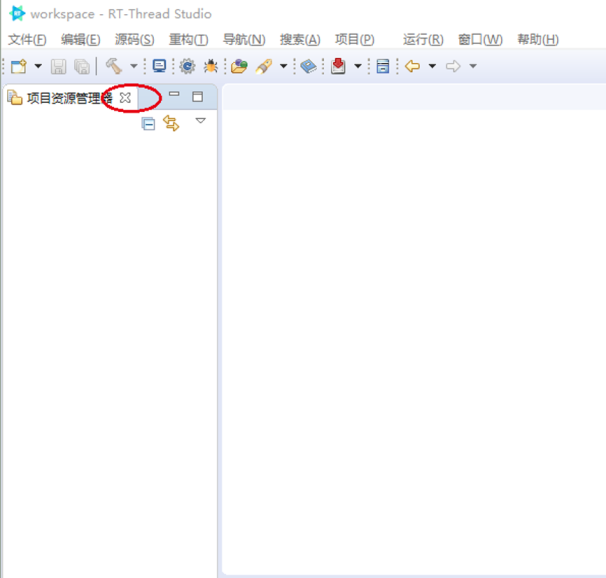 workspace - RT-Thread Studio
文件(F) 编辑(E) 源码(S) 重构(T) 导航(N) 搜索(A) 项目(P) 运行(R) 窗口(W) 帮助(H)
项目资源管理器